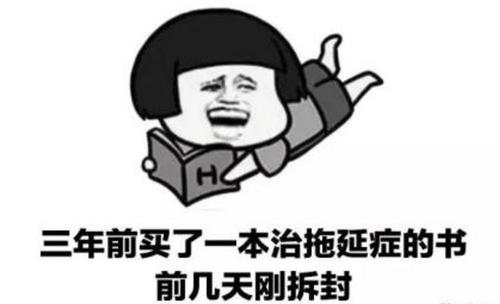 H
三年前买了一本治拖延症的书
前几天刚拆封